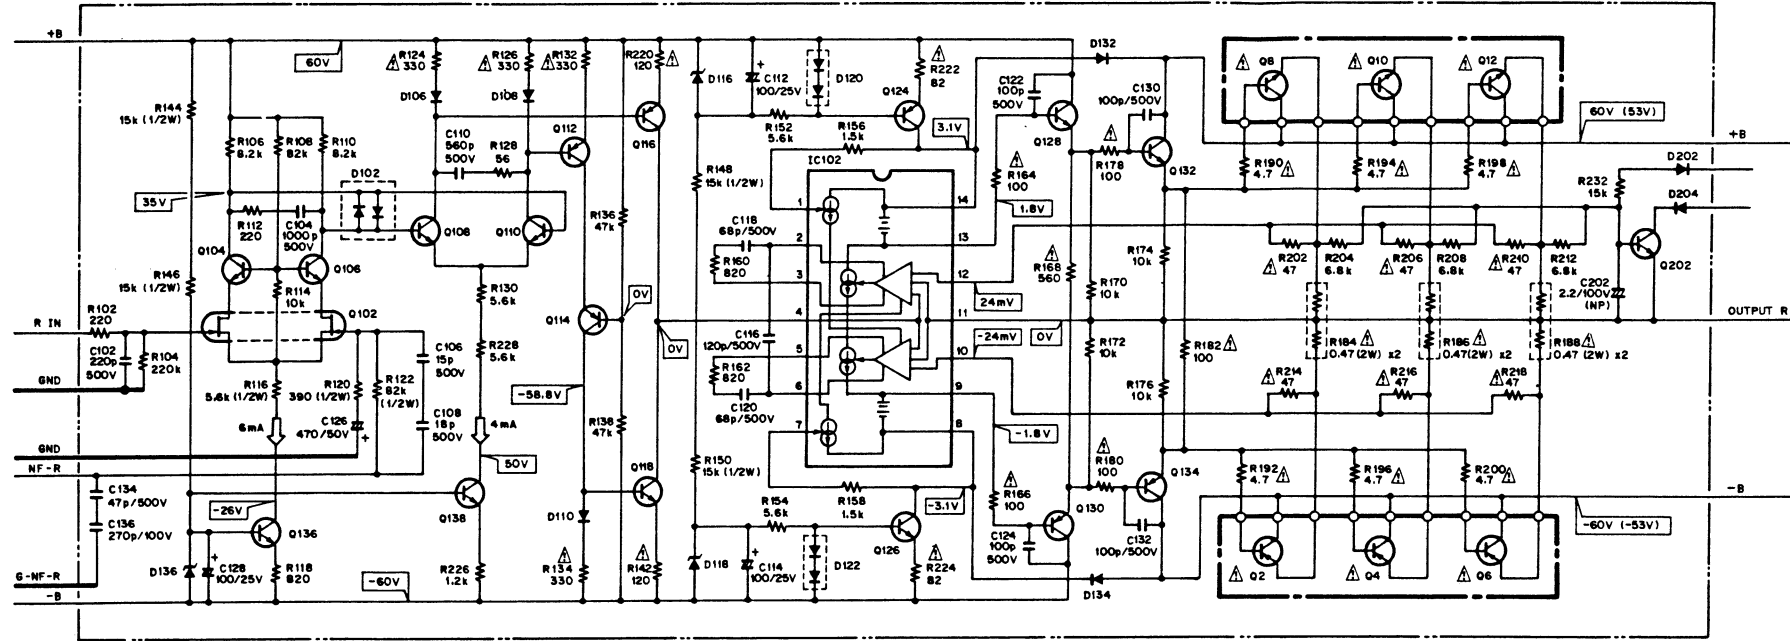 +B
60V
R144
15k (1/2W)
R106
8.2k
R108
82k
R110
8.2k
D102
35V
R112
220
C104
1000p
500V
Q104
Q106
R146
15k (1/2W)
R114
10k
R102
220
R IN
Q102
C102
220p
500V
R104
220k
GND
R116
5.6k (1/2W)
R120
390 (1/2W)
R122
82k
(1/2W)
C106
15p
500V
C108
18p
500V
6mA
C126
470/50V
+
GND
NF-R
C134
47p/500V
C136
270p/100V
G-NF-R
-B
-26V
Q136
D136
C128
100/25V
+
R118
820
-60V
R124
330
R126
330
R132
330
R220
120
D106
D108
C110
560p
500V
R128
56
Q112
Q116
Q108
Q110
R136
47k
R130
5.6k
0V
Q114
R228
5.6k
0V
-58.8V
4mA
R138
47k
50V
Q138
Q118
D110
R226
1.2k
R134
330
R142
120
D116
C112
100/25V
+
D120
R222
82
Q124
R152
5.6k
R156
1.5k
3.1V
IC102
R148
15k (1/2W)
1
2
3
4
5
6
7
14
13
12
11
10
9
8
C118
68p/500V
R160
820
C116
120p/500V
R162
820
C120
68p/500V
R150
15k (1/2W)
R154
5.6k
R158
1.5k
-3.1V
Q126
D118
C114
100/25V
+
D122
R224
82
C122
100p
500V
D132
C130
100p/500V
Q128
R164
100
R178
100
Q132
1.8V
R168
560
R174
10k
R170
10k
24mV
-24mV
0V
R172
10k
R182
100
R176
10k
-1.8V
R166
100
R180
100
Q134
Q130
C124
100p
500V
C132
100p/500V
D134
Q8
Q10
Q12
60V (53V)
+B
R190
4.7
R194
4.7
R198
4.7
R232
15k
D202
D204
R202
47
R204
6.8k
R206
47
R208
6.8k
R210
47
R212
6.8k
Q202
C202
2.2/100V
(NP)
OUTPUT R
R184
0.47(2W) x2
R186
0.47(2W) x2
R188
0.47 (2W) x2
R214
47
R216
47
R218
47
R192
4.7
R196
4.7
R200
4.7
-B
-60V (-53V)
Q2
Q4
Q6